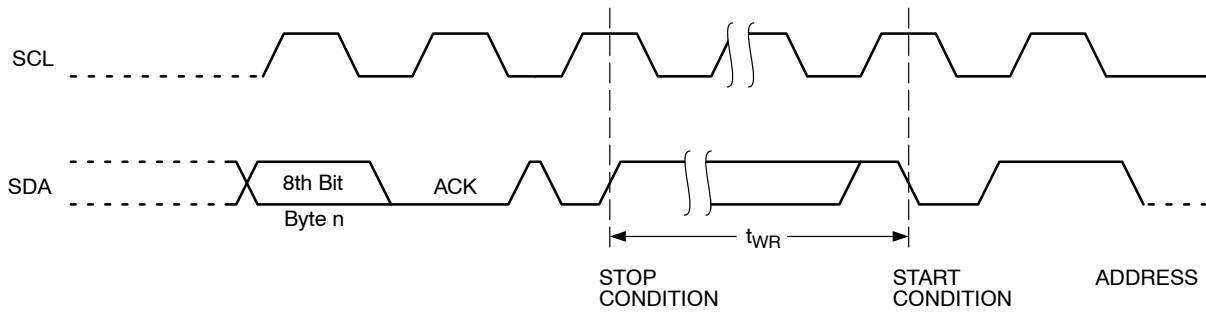 SCL
SDA
8th Bit
Byte n
ACK
tWR
STOP
CONDITION
START
CONDITION
ADDRESS